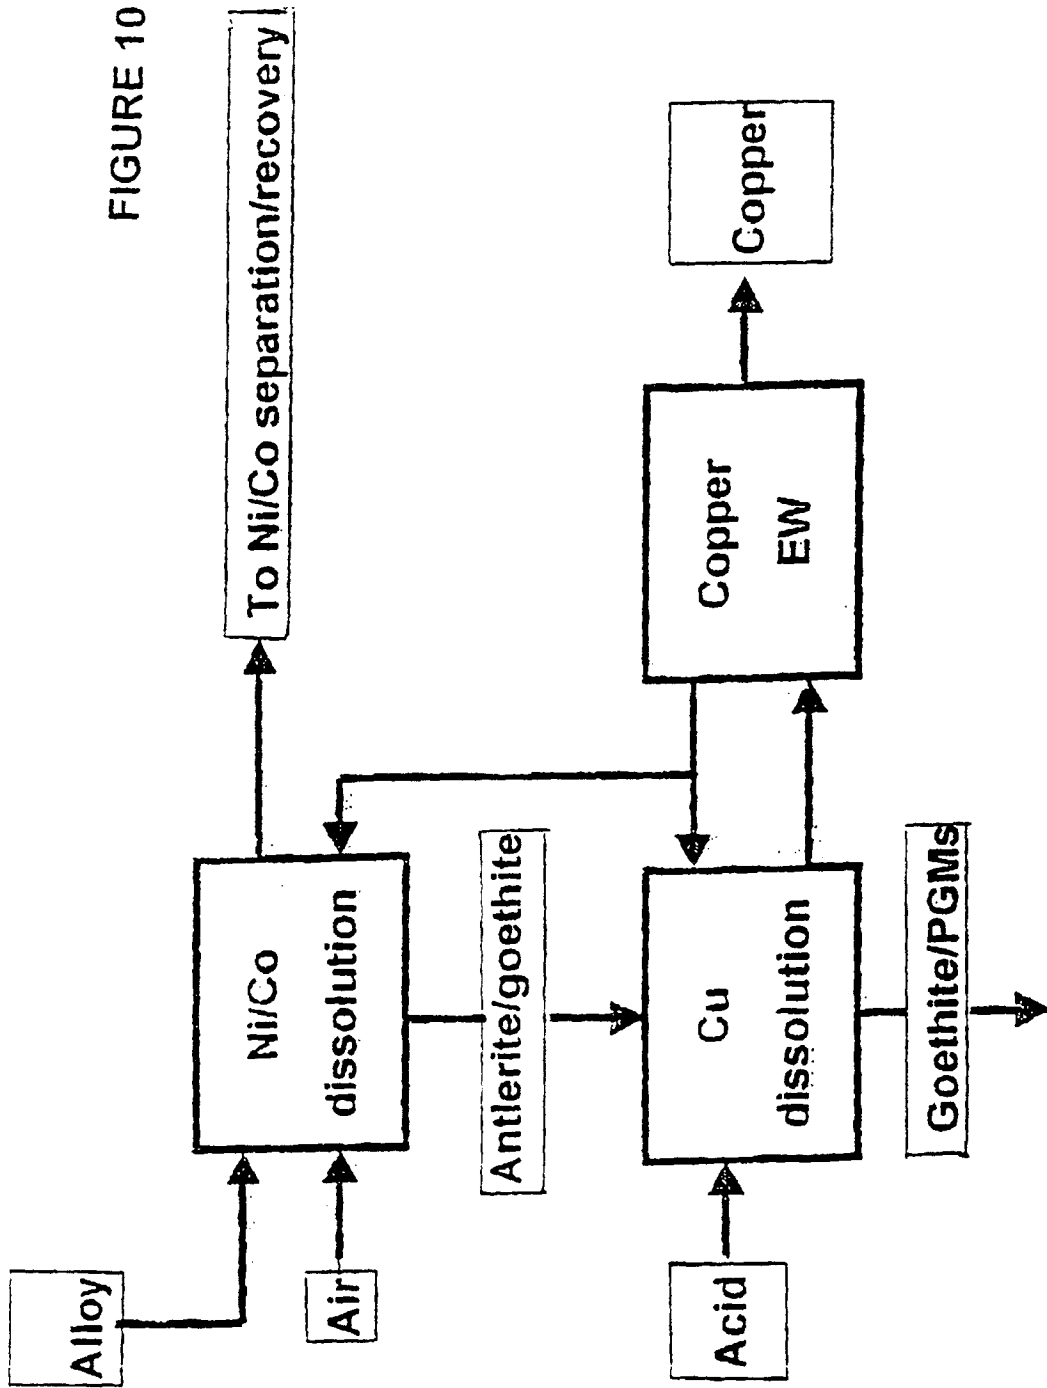 FIGURE 10
Alloy
To Ni/Co separation/recovery
Air
Ni/Co
dissolution
Antlerite/goethite
Acid
Cu
dissolution
Copper
EW
Copper
Goethite/PGMs